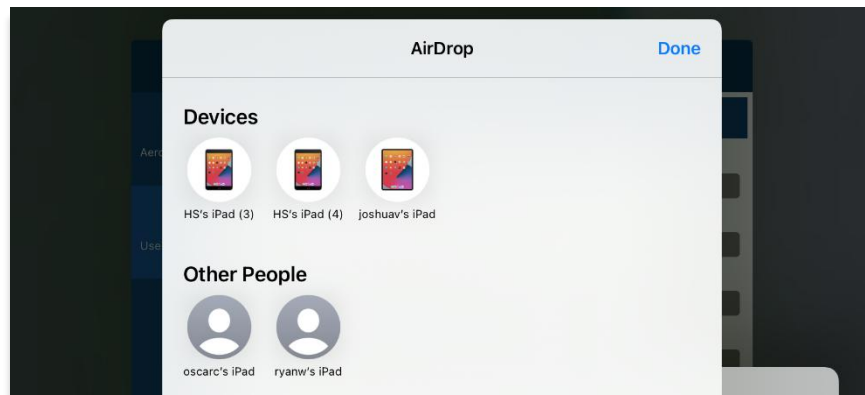 AirDrop
Done
Devices
HS's iPad (3)
HS's iPad (4)
joshuav's iPad
Other People
oscarc's iPad
ryanw's iPad